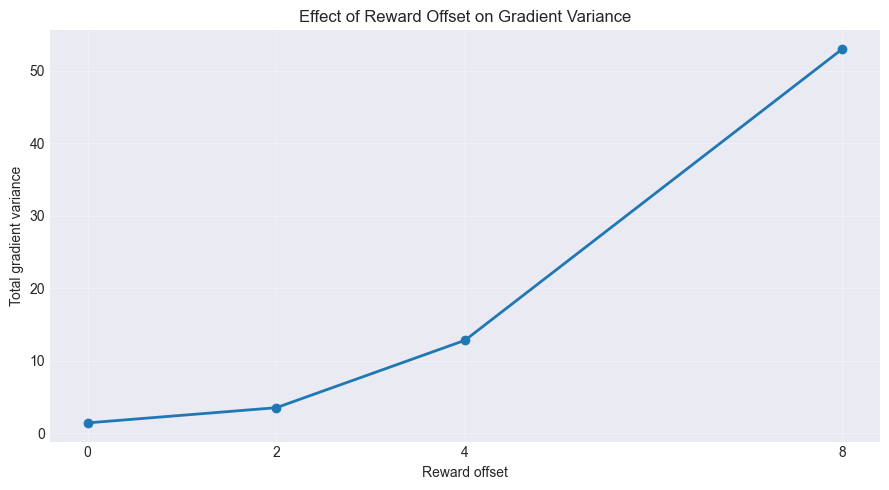 Effect of Reward Offset on Gradient Variance
Total gradient variance
50
40
30
20
10
0
0 2 4 8
Reward offset